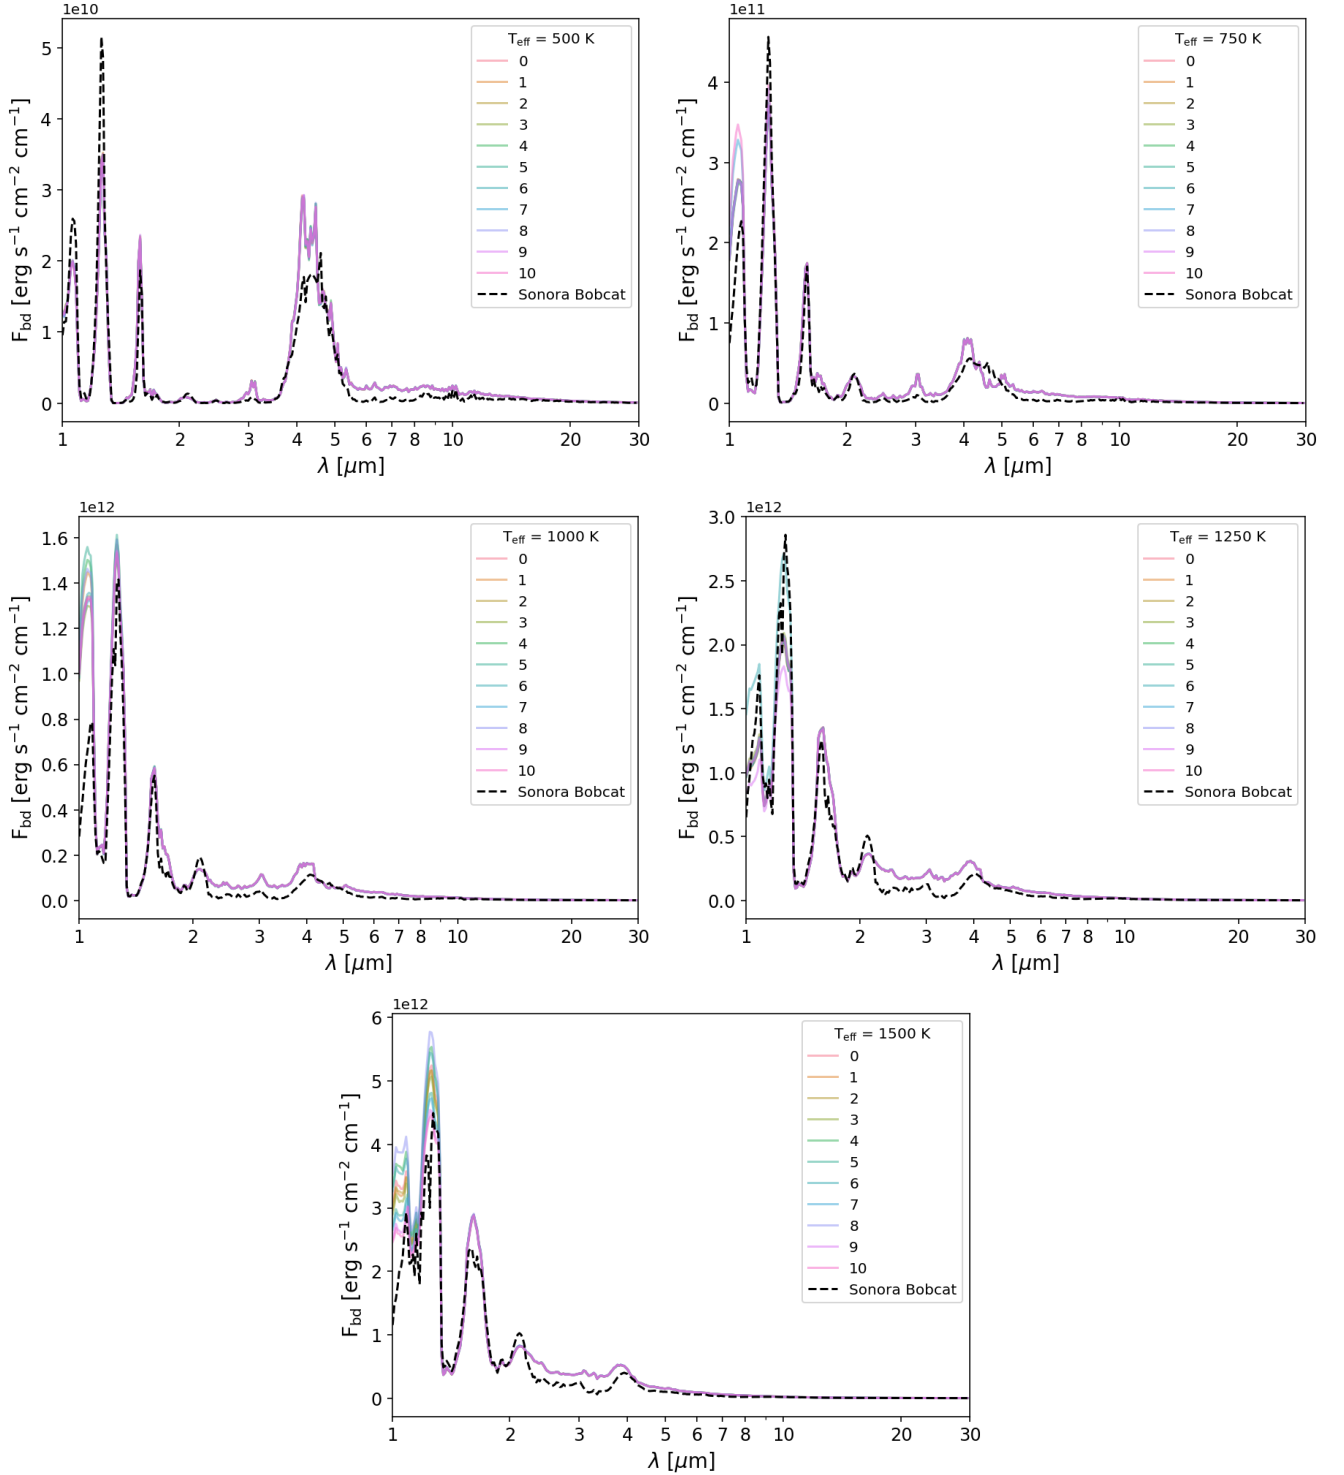 1e10
F_bd [erg s⁻¹ cm⁻² cm⁻¹]
5
4
3
2
1
0
T_eff = 500 K
0
1
2
3
4
5
6
7
8
9
10
Sonora Bobcat
1 2 3 4 5 6 7 8 10 20 30
λ [μm]
1e11
F_bd [erg s⁻¹ cm⁻² cm⁻¹]
4
3
2
1
0
T_eff = 750 K
0
1
2
3
4
5
6
7
8
9
10
Sonora Bobcat
1 2 3 4 5 6 7 8 10 20 30
λ [μm]
1e12
F_bd [erg s⁻¹ cm⁻² cm⁻¹]
1.6
1.4
1.2
1.0
0.8
0.6
0.4
0.2
0.0
T_eff = 1000 K
0
1
2
3
4
5
6
7
8
9
10
Sonora Bobcat
1 2 3 4 5 6 7 8 10 20 30
λ [μm]
1e12
F_bd [erg s⁻¹ cm⁻² cm⁻¹]
3.0
2.5
2.0
1.5
1.0
0.5
0.0
T_eff = 1250 K
0
1
2
3
4
5
6
7
8
9
10
Sonora Bobcat
1 2 3 4 5 6 7 8 10 20 30
λ [μm]
1e12
F_bd [erg s⁻¹ cm⁻² cm⁻¹]
6
5
4
3
2
1
0
T_eff = 1500 K
0
1
2
3
4
5
6
7
8
9
10
Sonora Bobcat
1 2 3 4 5 6 7 8 10 20 30
λ [μm]